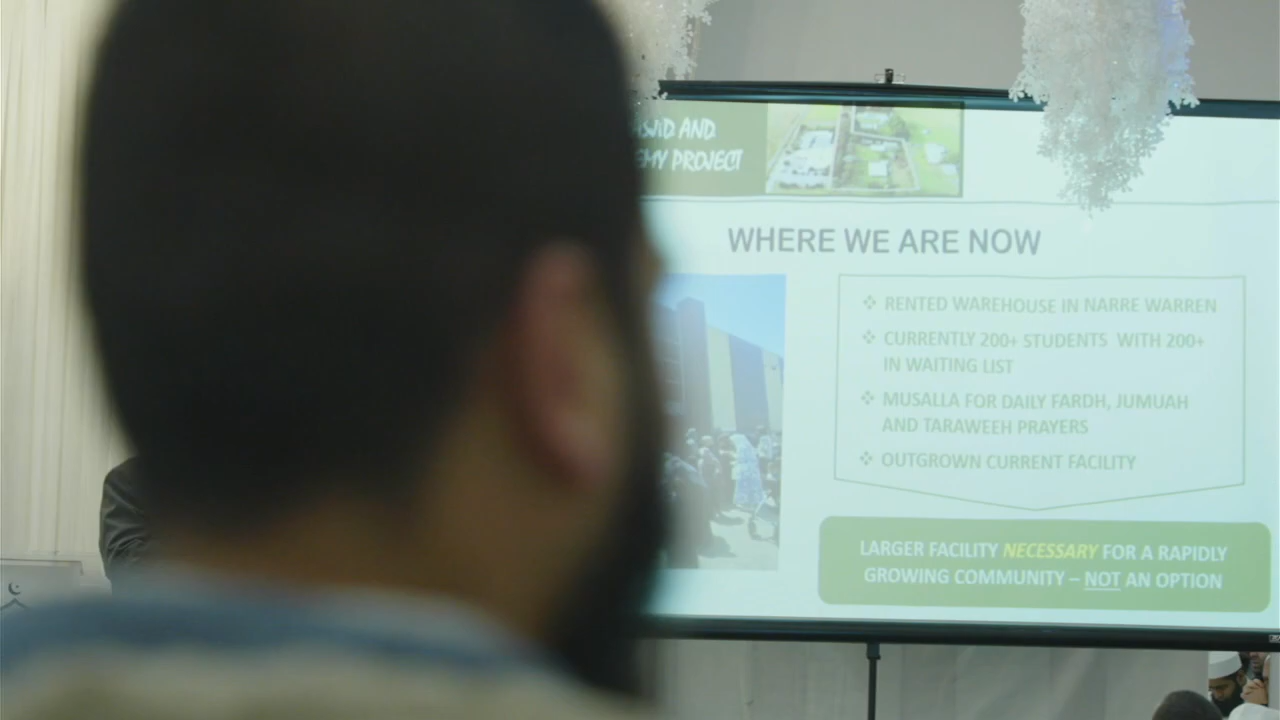 AND
PROJECT
WHERE WE ARE NOW
RENTED WAREHOUSE IN NARRE WARREN
CURRENTLY 200+ STUDENTS WITH 200+
IN WAITING LIST
MUSALLA FOR DAILY FARDH, JUMUAH
AND TARAWEEH PRAYERS
OUTGROWN CURRENT FACILITY
LARGER FACILITY NECESSARY FOR A RAPIDLY
GROWING COMMUNITY – NOT AN OPTION